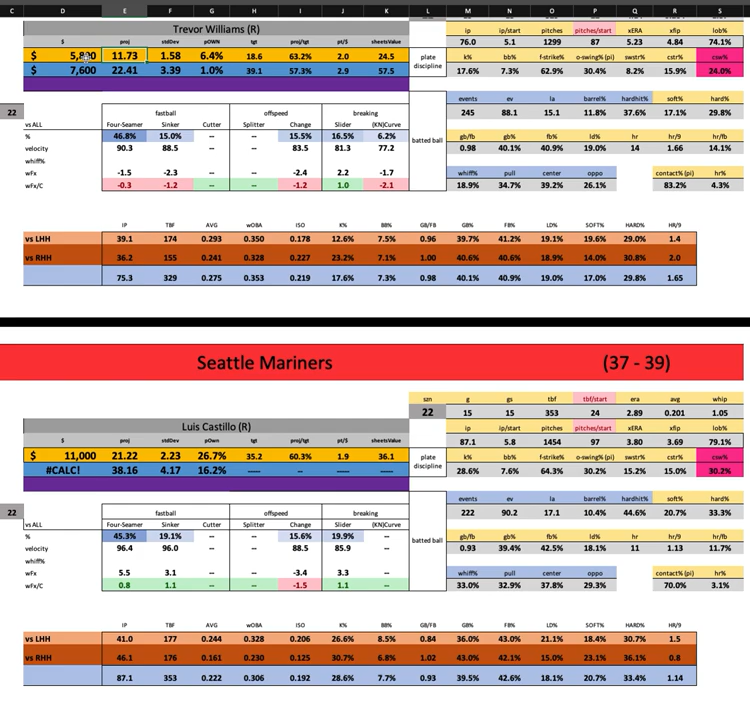 C D E F G H I J K L M N O P Q R S
Trevor Williams (R) ip ip/start pitches pitches/start xERA xfip lob%
$ proj stdDev pOWN tgt proj/tgt pt/$ sheetsValue 76.0 5.1 1299 87 5.23 4.84 74.1%
$ 5,800 11.73 1.58 6.4% 18.6 63.2% 2.0 24.5 plate discipline k% bb% f-strike% o-swing% (pi) swstr% cstr% csw%
$ 7,600 22.41 3.39 1.0% 39.1 57.3% 2.9 57.5 17.6% 7.3% 62.9% 30.4% 8.2% 15.9% 24.0%
events ev la barrel% hardhit% soft% hard%
22 fastball offspeed breaking 245 88.1 15.1 11.8% 37.6% 17.1% 29.8%
vs ALL Four-Seamer Sinker Cutter Splitter Change Slider (KN)Curve
% 46.8% 15.0% -- -- 15.5% 16.5% 6.2% batted ball gb/fb gb% fb% ld% hr hr/9 hr/fb
velocity 90.3 88.5 -- -- 83.5 81.3 77.2 0.98 40.1% 40.9% 19.0% 14 1.66 14.1%
whiff%
wFx -1.5 -2.3 -- -- -2.4 2.2 -1.7 whiff% pull center oppo contact% (pi) hr%
wFx/C -0.3 -1.2 -- -- -1.2 1.0 -2.1 18.9% 34.7% 39.2% 26.1% 83.2% 4.3%
IP TBF AVG wOBA ISO K% BB% GB/FB GB% FB% LD% SOFT% HARD% HR/9
vs LHH 39.1 174 0.293 0.350 0.178 12.6% 7.5% 0.96 39.7% 41.2% 19.1% 19.6% 29.0% 1.4
vs RHH 36.2 155 0.241 0.328 0.227 23.2% 7.1% 1.00 40.6% 40.6% 18.9% 14.0% 30.8% 2.0
75.3 329 0.275 0.353 0.219 17.6% 7.3% 0.98 40.1% 40.9% 19.0% 17.0% 29.8% 1.65
Seattle Mariners (37 - 39)
szn g gs tbf tbf/start era avg whip
22 15 15 353 24 2.89 0.201 1.05
Luis Castillo (R) ip ip/start pitches pitches/start xERA xfip lob%
$ proj stdDev pOwn tgt proj/tgt pt/$ sheetsValue 87.1 5.8 1454 97 3.80 3.69 79.1%
$ 11,000 21.22 2.23 26.7% 35.2 60.3% 1.9 36.1 plate discipline k% bb% f-strike% o-swing% (pi) swstr% cstr% csw%
#CALC! 38.16 4.17 16.2% ---- -- -- ---- 28.6% 7.6% 64.3% 30.2% 15.2% 15.0% 30.2%
events ev la barrel% hardhit% soft% hard%
22 fastball offspeed breaking 222 90.2 17.1 10.4% 44.6% 20.7% 33.3%
vs ALL Four-Seamer Sinker Cutter Splitter Change Slider (KN)Curve
% 45.3% 19.1% -- -- 15.6% 19.9% -- batted ball gb/fb gb% fb% ld% hr hr/9 hr/fb
velocity 96.4 96.0 -- -- 88.5 85.9 -- 0.93 39.4% 42.5% 18.1% 11 1.13 11.7%
whiff%
wFx 5.5 3.1 -- -- -3.4 3.3 -- whiff% pull center oppo contact% (pi) hr%
wFx/C 0.8 1.1 -- -- -1.5 1.1 -- 33.0% 32.9% 37.8% 29.3% 70.0% 3.1%
IP TBF AVG wOBA ISO K% BB% GB/FB GB% FB% LD% SOFT% HARD% HR/9
vs LHH 41.0 177 0.244 0.328 0.206 26.6% 8.5% 0.84 36.0% 43.0% 21.1% 18.4% 30.7% 1.5
vs RHH 46.1 176 0.161 0.230 0.125 30.7% 6.8% 1.02 43.0% 42.1% 15.0% 23.1% 36.1% 0.8
87.1 353 0.222 0.306 0.192 28.6% 7.7% 0.93 39.5% 42.6% 18.1% 20.7% 33.4% 1.14